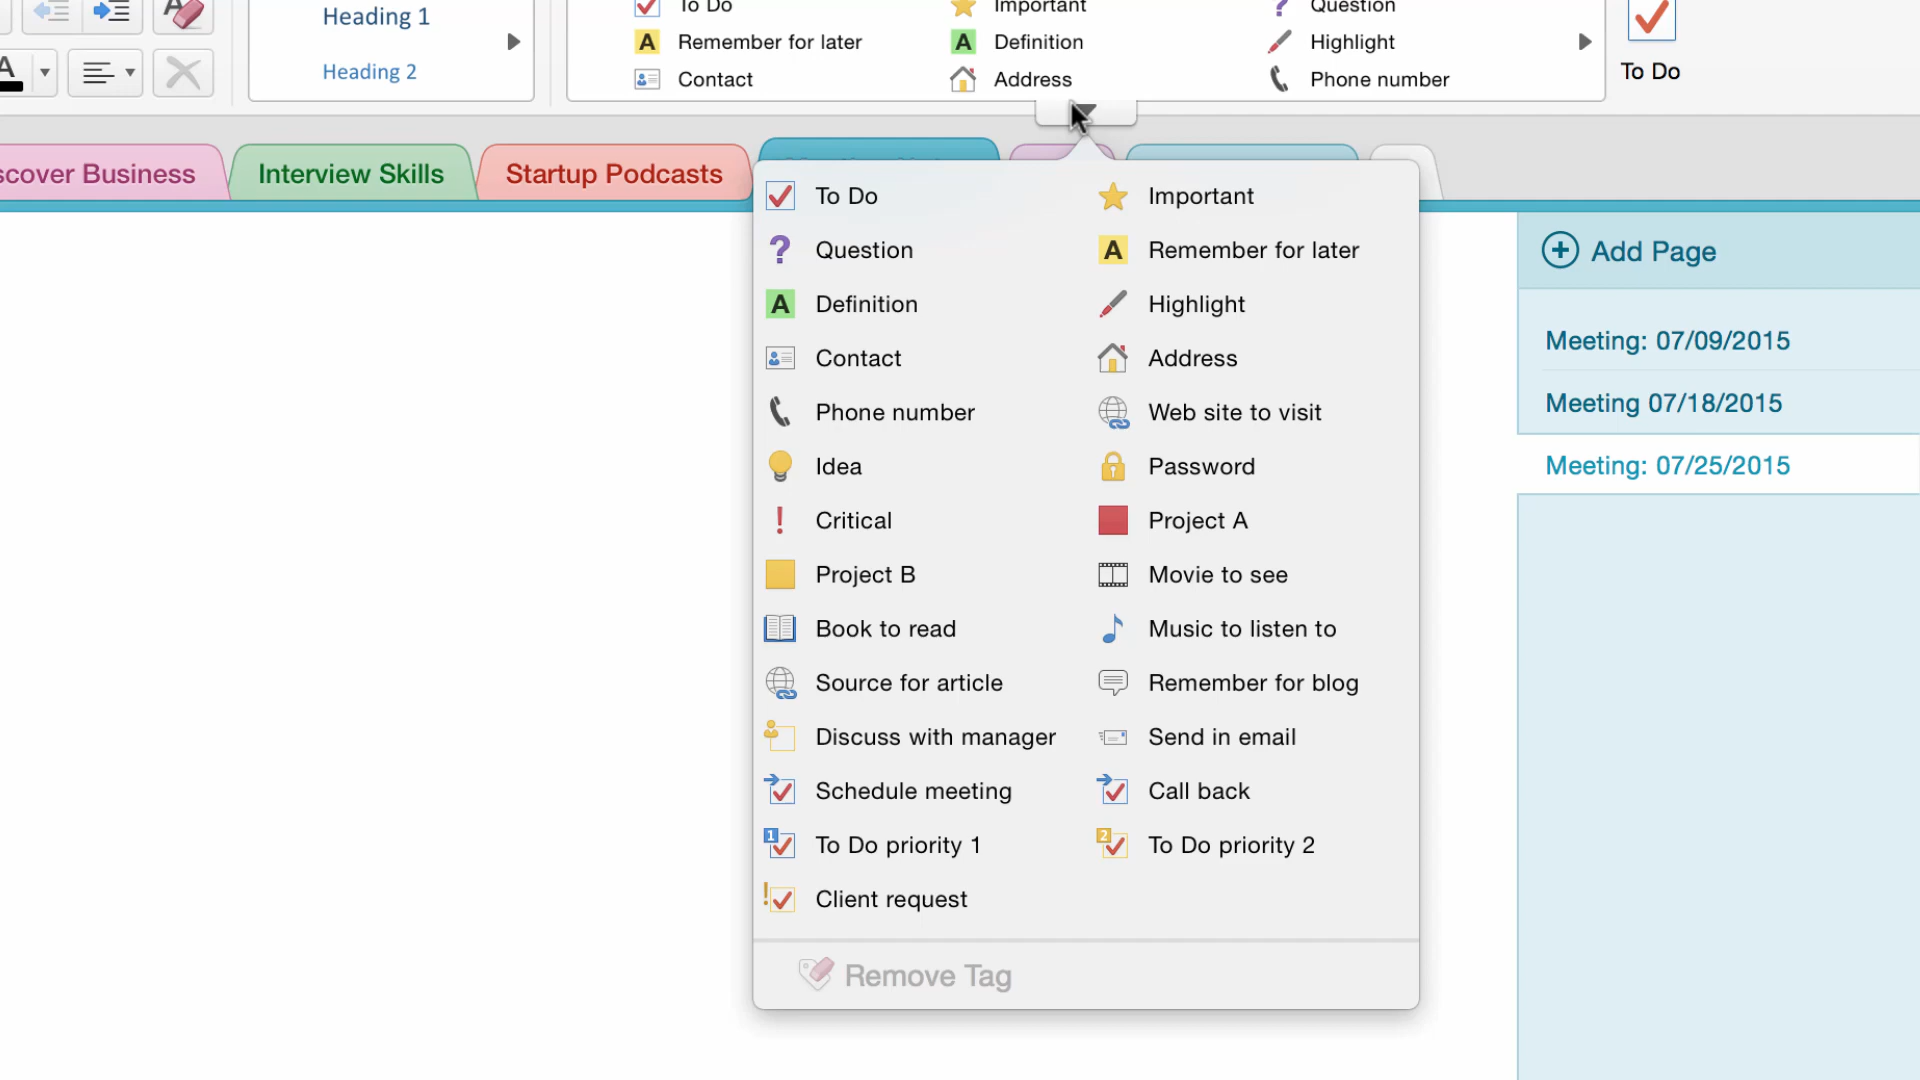 Heading 1
Heading 2
To Do
Important
Question
Remember for later
Definition
Highlight
Contact
Address
Phone number
To Do
scover Business
Interview Skills
Startup Podcasts
To Do
Important
Question
Remember for later
Definition
Highlight
Contact
Address
Phone number
Web site to visit
Idea
Password
Critical
Project A
Project B
Movie to see
Book to read
Music to listen to
Source for article
Remember for blog
Discuss with manager
Send in email
Schedule meeting
Call back
To Do priority 1
To Do priority 2
Client request
Remove Tag
Add Page
Meeting: 07/09/2015
Meeting 07/18/2015
Meeting: 07/25/2015